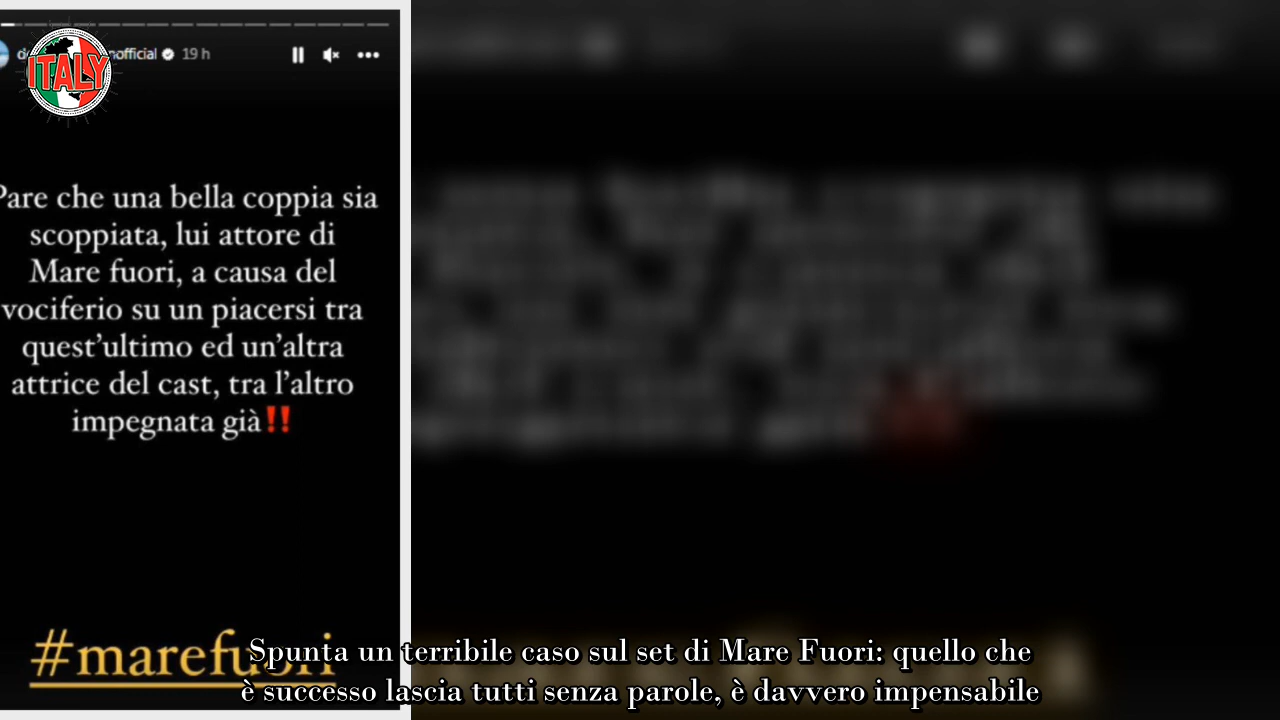 nofficial 19 h
ITALY
Pare che una bella coppia sia
scoppiata, lui attore di
Mare fuori, a causa del
vociferio su un piacersi tra
quest’ultimo ed un’altra
attrice del cast, tra l’altro
impegnata già‼️
#marefuori
Spunta un terribile caso sul set di Mare Fuori: quello che
è successo lascia tutti senza parole, è davvero impensabile